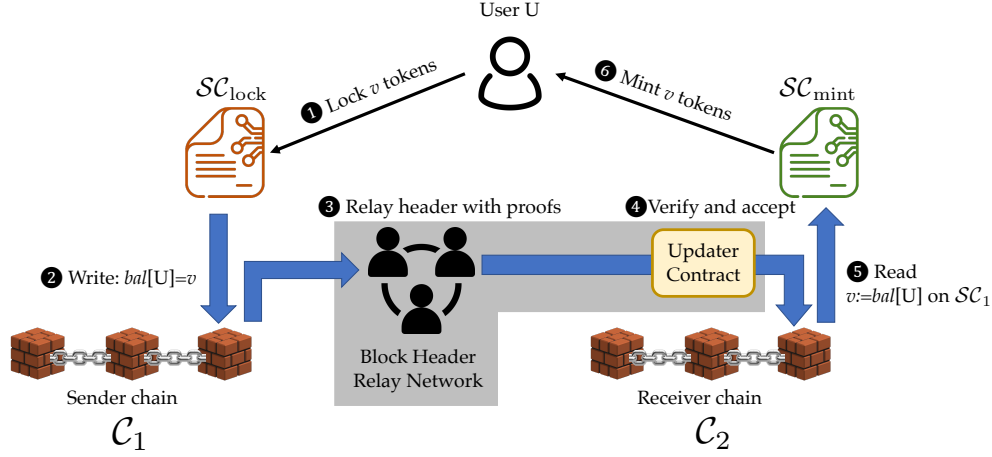 User U
𝒮𝒞lock
❶ Lock v tokens
❻ Mint v tokens
𝒮𝒞mint
❸ Relay header with proofs
❹ Verify and accept
Updater
Contract
❷ Write: bal[U]=v
❺ Read
v:=bal[U] on 𝒮𝒞1
Block Header
Relay Network
Sender chain
𝒞1
Receiver chain
𝒞2